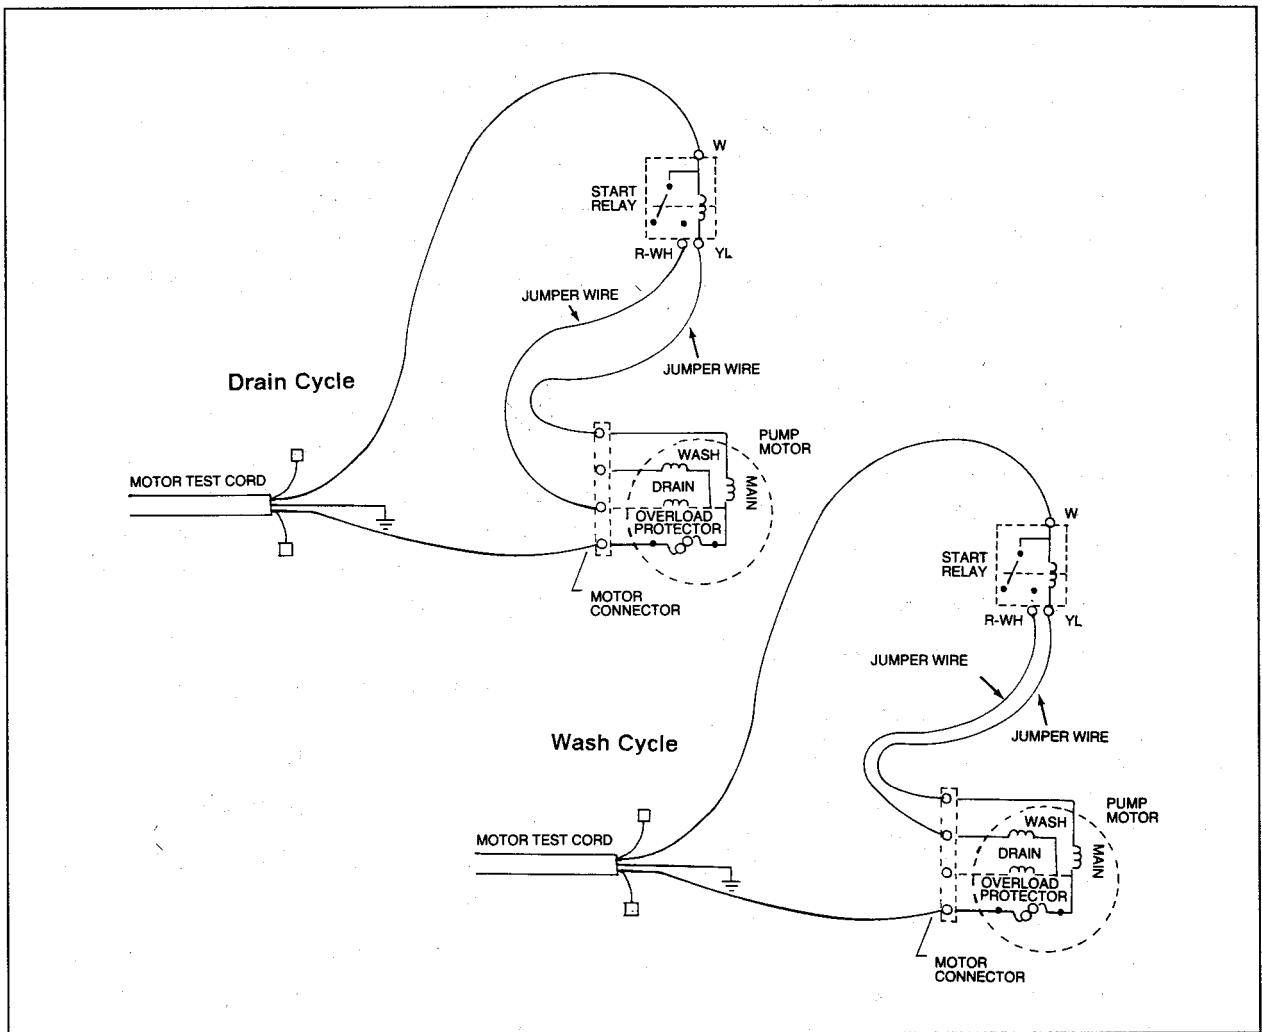 W
START
RELAY
R-WH
YL
JUMPER WIRE
JUMPER WIRE
Drain Cycle
PUMP
MOTOR
WASH
DRAIN
MAIN
OVERLOAD
PROTECTOR
MOTOR TEST CORD
MOTOR
CONNECTOR
W
START
RELAY
R-WH
YL
JUMPER WIRE
JUMPER WIRE
Wash Cycle
PUMP
MOTOR
WASH
DRAIN
MAIN
OVERLOAD
PROTECTOR
MOTOR TEST CORD
MOTOR
CONNECTOR